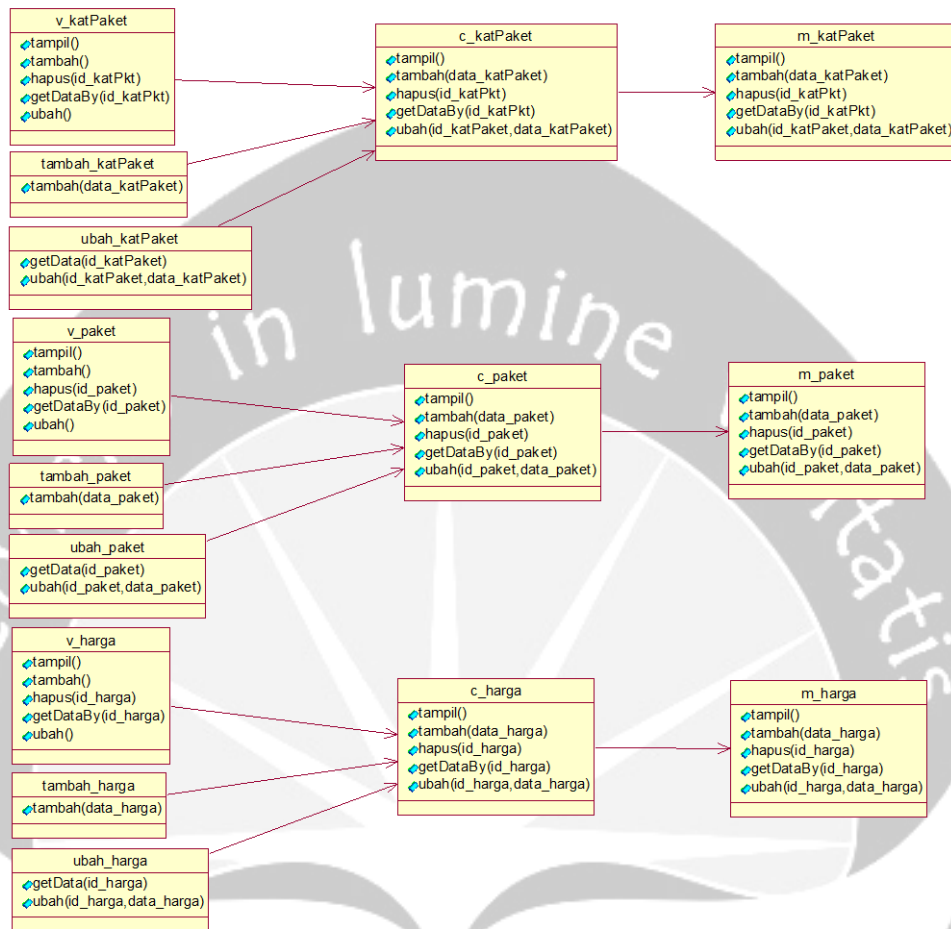 v_katPaket
tampil()
tambah()
hapus(id_katPkt)
getDataBy(id_katPkt)
ubah()
tambah_katPaket
tambah(data_katPaket)
ubah_katPaket
getData(id_katPaket)
ubah(id_katPaket,data_katPaket)
c_katPaket
tampil()
tambah(data_katPaket)
hapus(id_katPkt)
getDataBy(id_katPkt)
ubah(id_katPaket,data_katPaket)
m_katPaket
tampil()
tambah(data_katPaket)
hapus(id_katPkt)
getDataBy(id_katPkt)
ubah(id_katPaket,data_katPaket)
in lumine
v_paket
tampil()
tambah()
hapus(id_paket)
getDataBy(id_paket)
ubah()
tambah_paket
tambah(data_paket)
ubah_paket
getData(id_paket)
ubah(id_paket,data_paket)
c_paket
tampil()
tambah(data_paket)
hapus(id_paket)
getDataBy(id_paket)
ubah(id_paket,data_paket)
m_paket
tampil()
tambah(data_paket)
hapus(id_paket)
getDataBy(id_paket)
ubah(id_paket,data_paket)
v_harga
tampil()
tambah()
hapus(id_harga)
getDataBy(id_harga)
ubah()
tambah_harga
tambah(data_harga)
ubah_harga
getData(id_harga)
ubah(id_harga,data_harga)
c_harga
tampil()
tambah(data_harga)
hapus(id_harga)
getDataBy(id_harga)
ubah(id_harga,data_harga)
m_harga
tampil()
tambah(data_harga)
hapus(id_harga)
getDataBy(id_harga)
ubah(id_harga,data_harga)